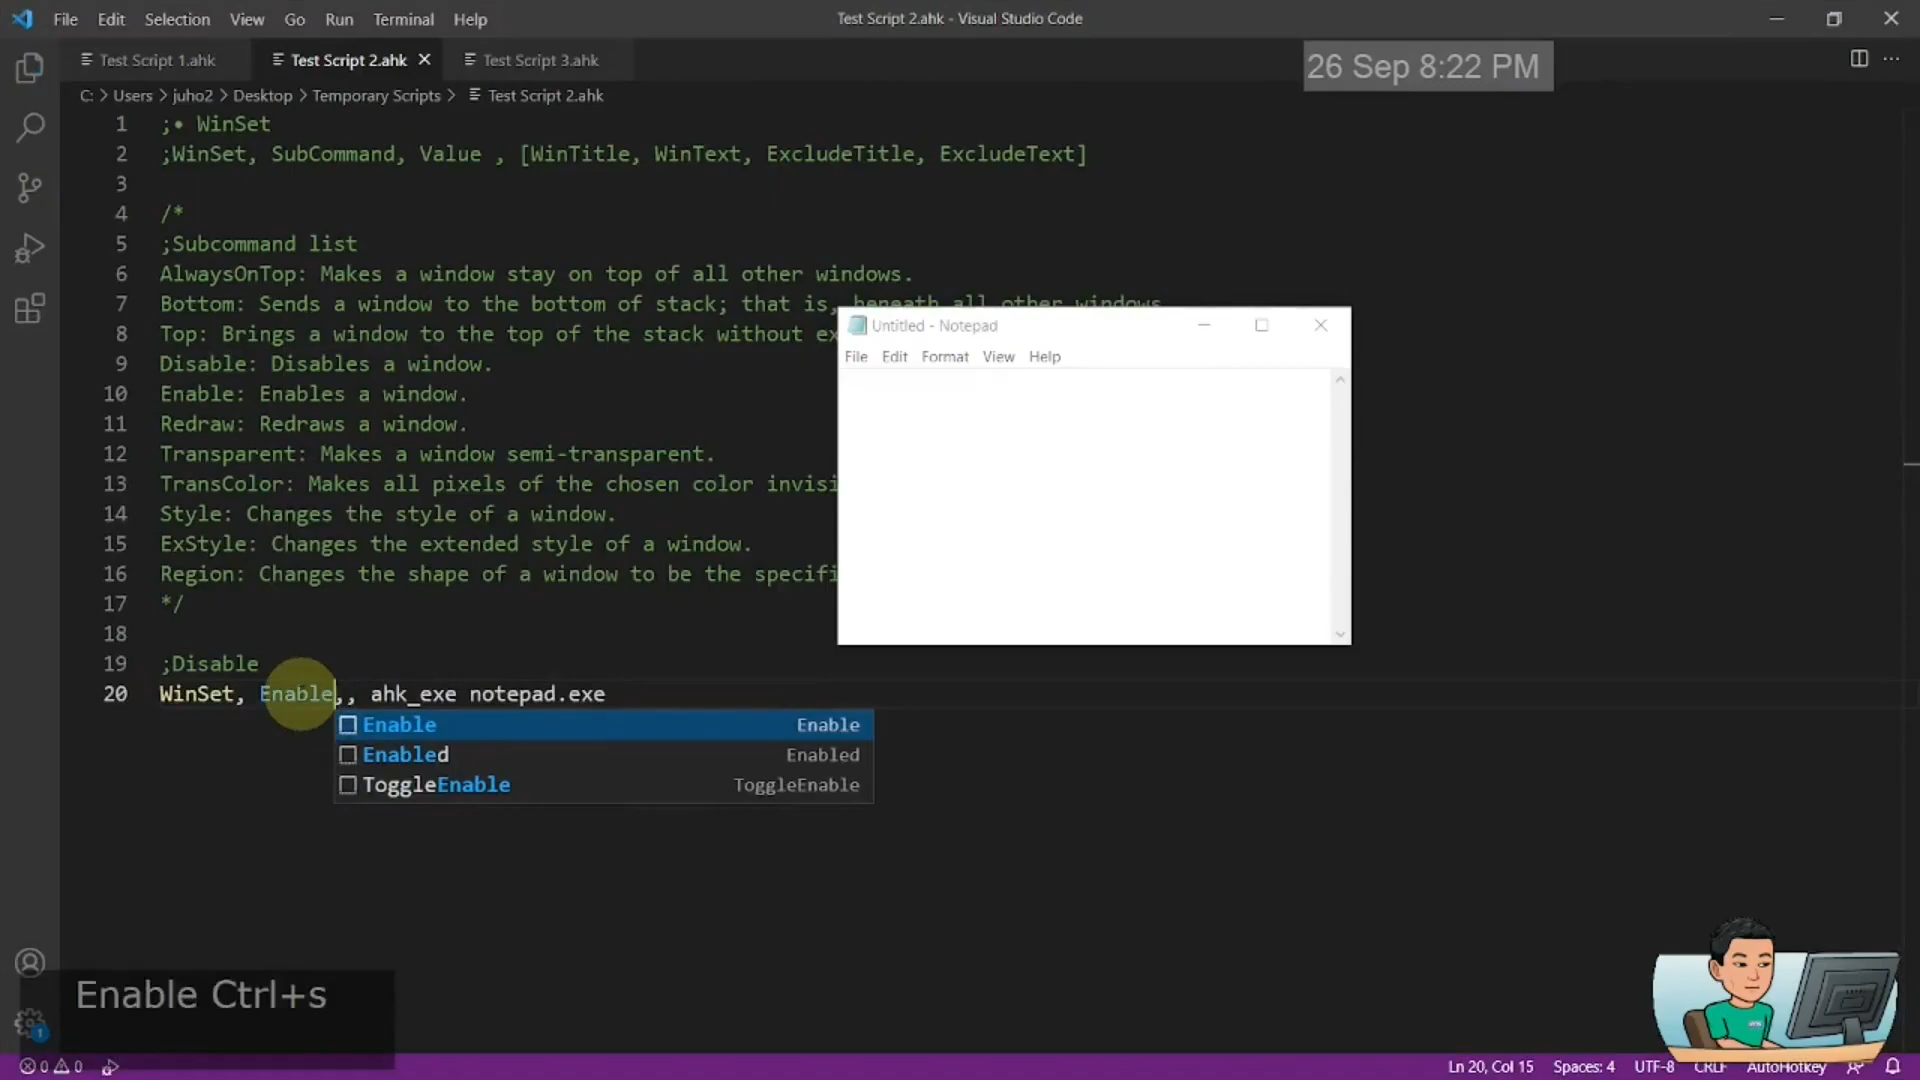 File Edit Selection View Go Run Terminal Help
Test Script 2.ahk - Visual Studio Code
Test Script 1.ahk
Test Script 2.ahk
Test Script 3.ahk
26 Sep 8:22 PM
C: > Users > juho2 > Desktop > Temporary Scripts > Test Script 2.ahk
1 ;• WinSet
2 ;WinSet, SubCommand, Value , [WinTitle, WinText, ExcludeTitle, ExcludeText]
3
4 /*
5 ;Subcommand list
6 AlwaysOnTop: Makes a window stay on top of all other windows.
7 Bottom: Sends a window to the bottom of stack; that is, beneath all other windows
8 Top: Brings a window to the top of the stack without ex
9 Disable: Disables a window.
10 Enable: Enables a window.
11 Redraw: Redraws a window.
12 Transparent: Makes a window semi-transparent.
13 TransColor: Makes all pixels of the chosen color invisi
14 Style: Changes the style of a window.
15 ExStyle: Changes the extended style of a window.
16 Region: Changes the shape of a window to be the specifi
17 */
18
19 ;Disable
20 WinSet, Enable,, ahk_exe notepad.exe
Enable Enable
Enabled Enabled
ToggleEnable ToggleEnable
Untitled - Notepad
File Edit Format View Help
Enable Ctrl+s
1
0 0
Ln 20, Col 15 Spaces: 4 UTF-8 CRLF AutoHotkey